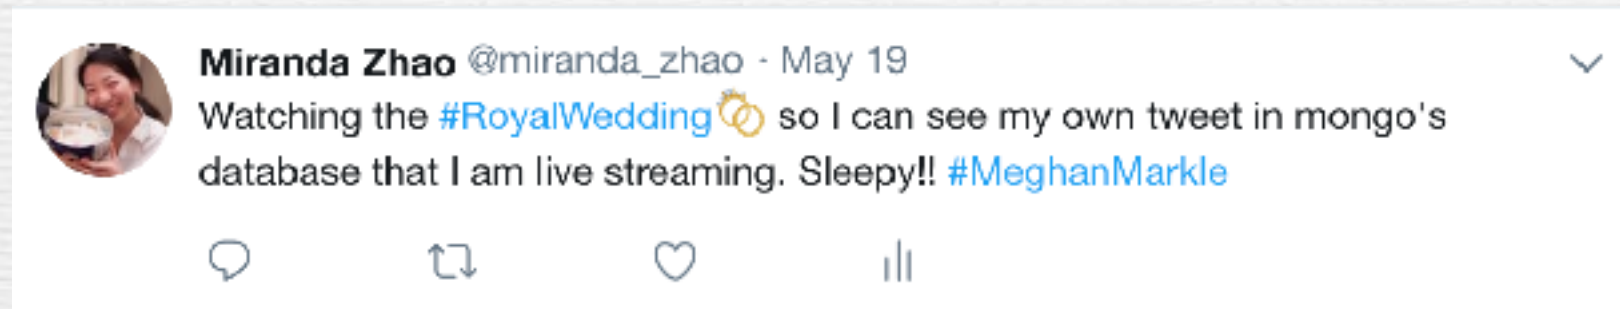 Miranda Zhao @miranda_zhao · May 19
Watching the #RoyalWedding💍 so I can see my own tweet in mongo's
database that I am live streaming. Sleepy!! #MeghanMarkle